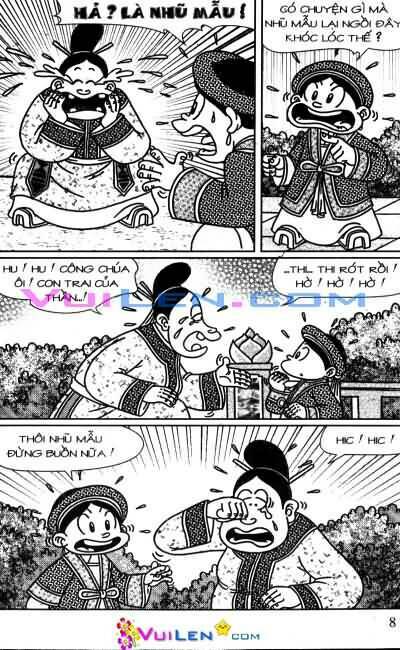 HẢ? LÀ NHŨ MẪU!
CÓ CHUYỆN GÌ MÀ
NHŨ MẪU LẠI NGỒI ĐÂY
KHÓC LÓC THẾ?
HU! HU! CÔNG CHÚA
ƠI! CON TRAI CỦA
THẦN...!
...THI... THI RỚT RỒI!
HỜ! HỜ! HỜ!
VuiLen.com
THÔI NHŨ MẪU
ĐỪNG BUỒN NỮA!
HIC! HIC!
8
VuiLen.com